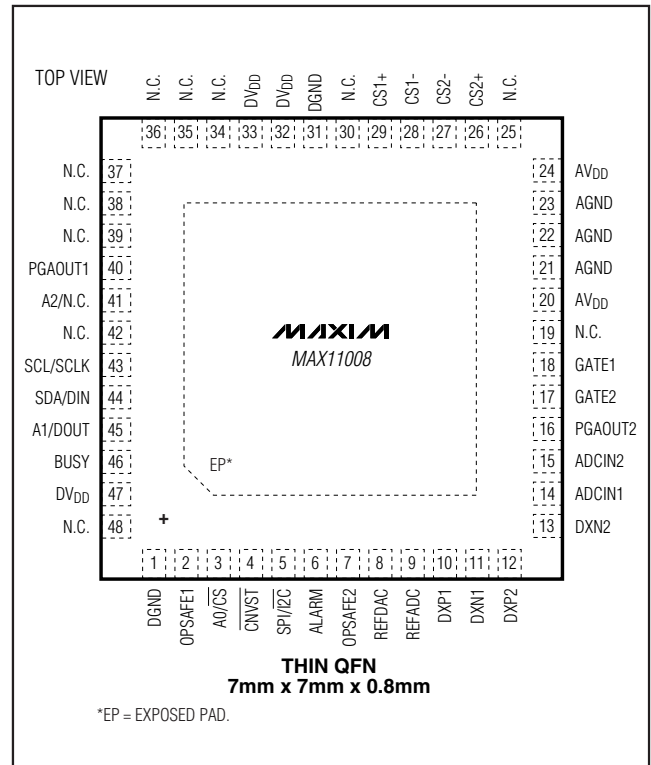 TOP VIEW
N.C. N.C. N.C. DVDD DVDD DGND N.C. CS1+ CS1- CS2- CS2+ N.C.
36 35 34 33 32 31 30 29 28 27 26 25
N.C. 37 24 AVDD
N.C. 38 23 AGND
N.C. 39 22 AGND
PGAOUT1 40 21 AGND
A2/N.C. 41 20 AVDD
N.C. 42 19 N.C.
MAXIM
MAX11008
SCL/SCLK 43 18 GATE1
SDA/DIN 44 17 GATE2
A1/DOUT 45 16 PGAOUT2
BUSY 46 EP* 15 ADCIN2
DVDD 47 14 ADCIN1
N.C. 48 + 13 DXN2
1 2 3 4 5 6 7 8 9 10 11 12
DGND OPSAFE1 A0/CS CNVST SPI/I2C ALARM OPSAFE2 REFDAC REFADC DXP1 DXN1 DXP2
THIN QFN
7mm x 7mm x 0.8mm
*EP = EXPOSED PAD.